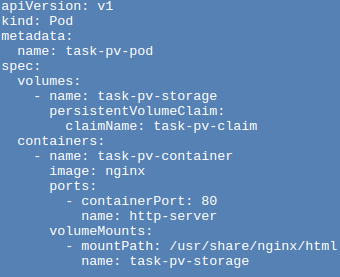 apiVersion: v1
kind: Pod
metadata:
  name: task-pv-pod
spec:
  volumes:
    - name: task-pv-storage
      persistentVolumeClaim:
        claimName: task-pv-claim
  containers:
    - name: task-pv-container
      image: nginx
      ports:
        - containerPort: 80
          name: http-server
      volumeMounts:
        - mountPath: /usr/share/nginx/html
          name: task-pv-storage